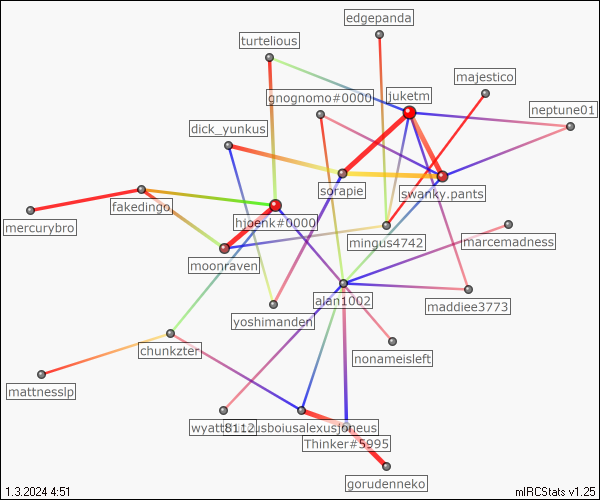 edgepanda
turtelious
majestico
gnognomo#0000
juketm
neptune01
dick_yunkus
sorapie
swanky.pants
fakedingo
mercurybro
hjoenk#0000
mingus4742
marcemadness
moonraven
alan1002
maddiee3773
yoshimanden
chunkzter
nonameisleft
mattnesslp
wyatt8112
Thinker#5995
gorudenneko
1.3.2024 4:51
mIRCStats v1.25